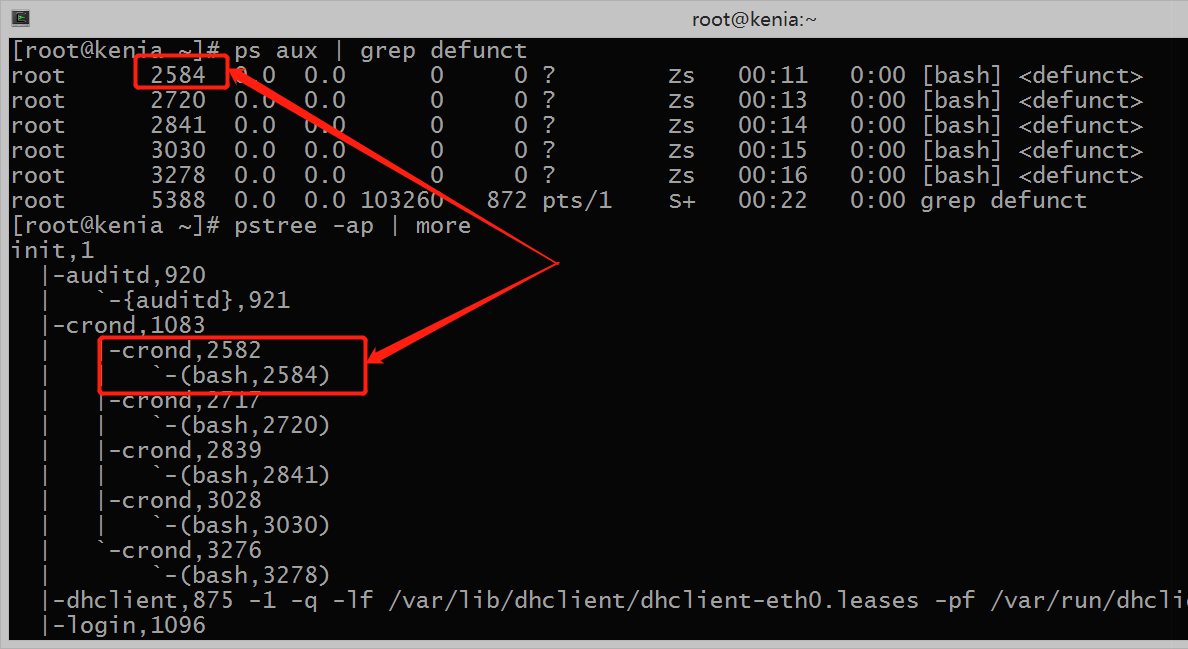 root@kenia:~
[root@kenia ~]# ps aux | grep defunct
root      2584  0.0  0.0      0     0 ?        Zs   00:11   0:00 [bash] <defunct>
root      2720  0.0  0.0      0     0 ?        Zs   00:13   0:00 [bash] <defunct>
root      2841  0.0  0.0      0     0 ?        Zs   00:14   0:00 [bash] <defunct>
root      3030  0.0  0.0      0     0 ?        Zs   00:15   0:00 [bash] <defunct>
root      3278  0.0  0.0      0     0 ?        Zs   00:16   0:00 [bash] <defunct>
root      5388  0.0  0.0 103260   872 pts/1    S+   00:22   0:00 grep defunct
[root@kenia ~]# pstree -ap | more
init,1
  |-auditd,920
  |   `-{auditd},921
  |-crond,1083
  |   |-crond,2582
  |   |   `-(bash,2584)
  |   |-crond,2717
  |   |   `-(bash,2720)
  |   |-crond,2839
  |   |   `-(bash,2841)
  |   |-crond,3028
  |   |   `-(bash,3030)
  |   `-crond,3276
  |       `-(bash,3278)
  |-dhclient,875 -1 -q -lf /var/lib/dhclient/dhclient-eth0.leases -pf /var/run/dhcli
  |-login,1096